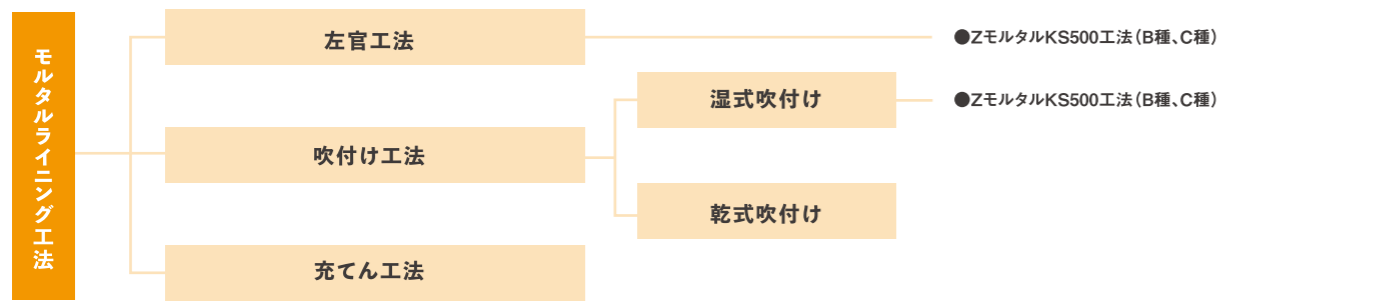 モルタルライニング工法
左官工法
●ZモルタルKS500工法（B種、C種）
吹付け工法
湿式吹付け
●ZモルタルKS500工法（B種、C種）
乾式吹付け
充てん工法